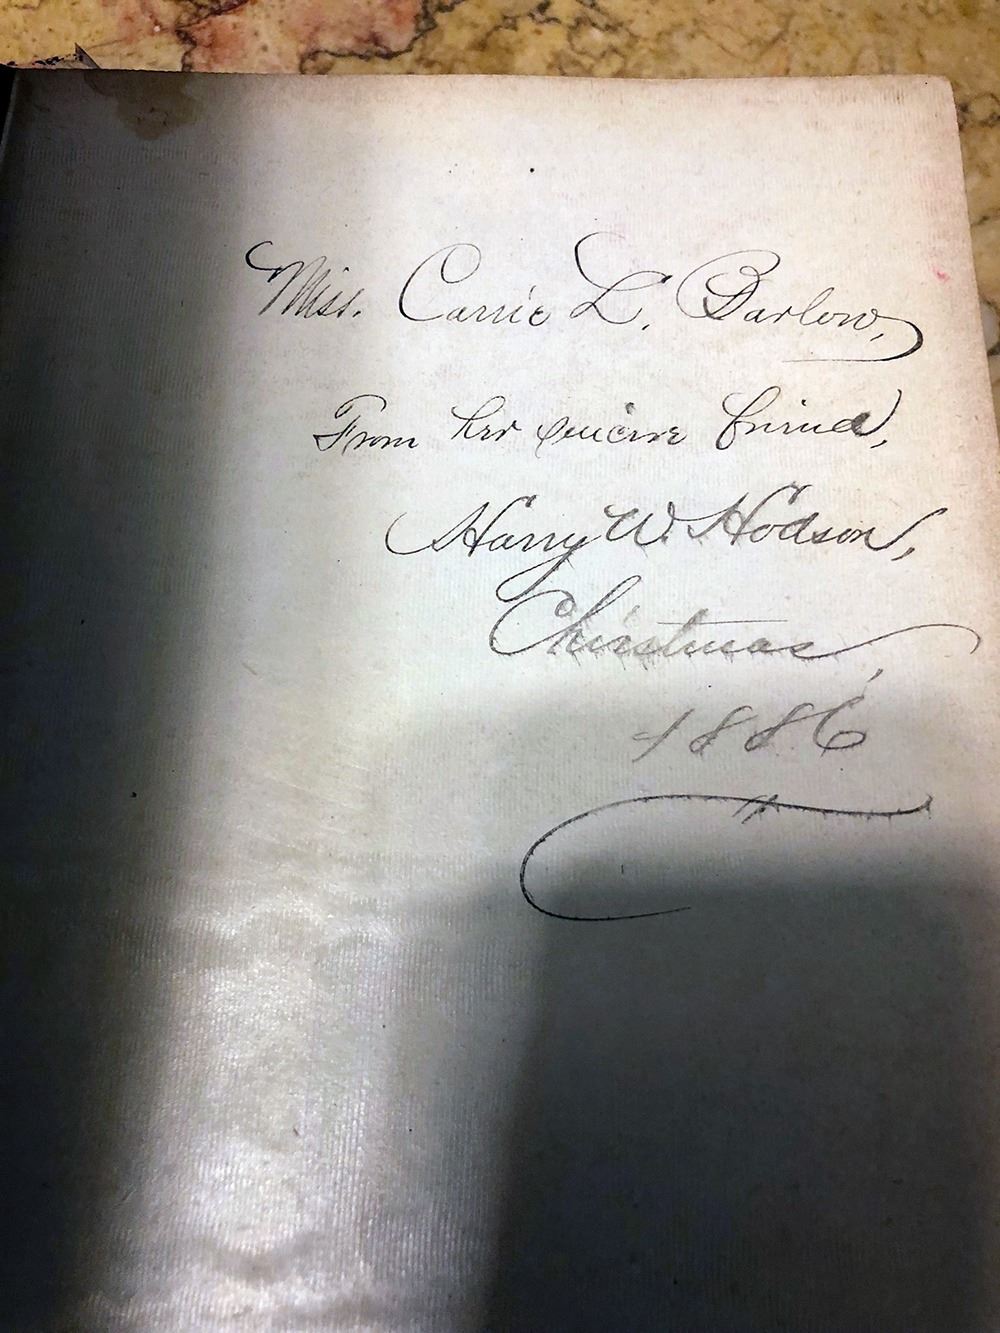 Miss. Carrie L. Barlow,
From her sincere friend,
Harry W. Hodson,
Christmas,
1886